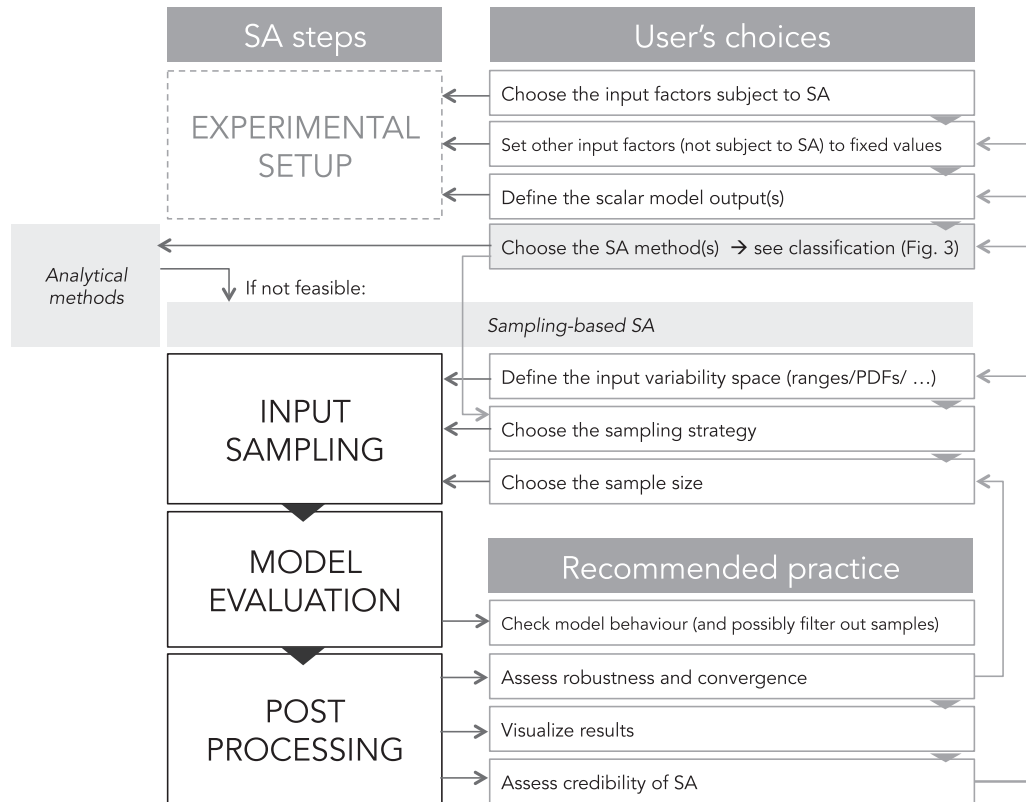 SA steps
User's choices
EXPERIMENTAL
SETUP
Choose the input factors subject to SA
Set other input factors (not subject to SA) to fixed values
Define the scalar model output(s)
Choose the SA method(s) → see classification (Fig. 3)
Analytical
methods
If not feasible:
Sampling-based SA
INPUT
SAMPLING
Define the input variability space (ranges/PDFs/ ...)
Choose the sampling strategy
Choose the sample size
MODEL
EVALUATION
Recommended practice
Check model behaviour (and possibly filter out samples)
POST
PROCESSING
Assess robustness and convergence
Visualize results
Assess credibility of SA